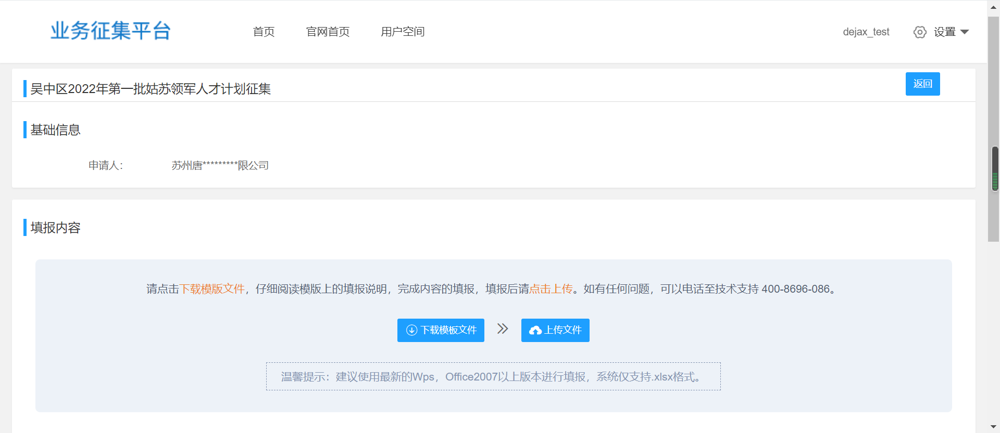 业务征集平台
首页 官网首页 用户空间 dejax_test 设置
吴中区2022年第一批姑苏领军人才计划征集 返回
基础信息
申请人： 苏州唐*********限公司
填报内容
请点击下载模版文件，仔细阅读模版上的填报说明，完成内容的填报，填报后请点击上传。如有任何问题，可以电话至技术支持 400-8696-086。
下载模板文件 上传文件
温馨提示：建议使用最新的Wps，Office2007以上版本进行填报，系统仅支持.xlsx格式。